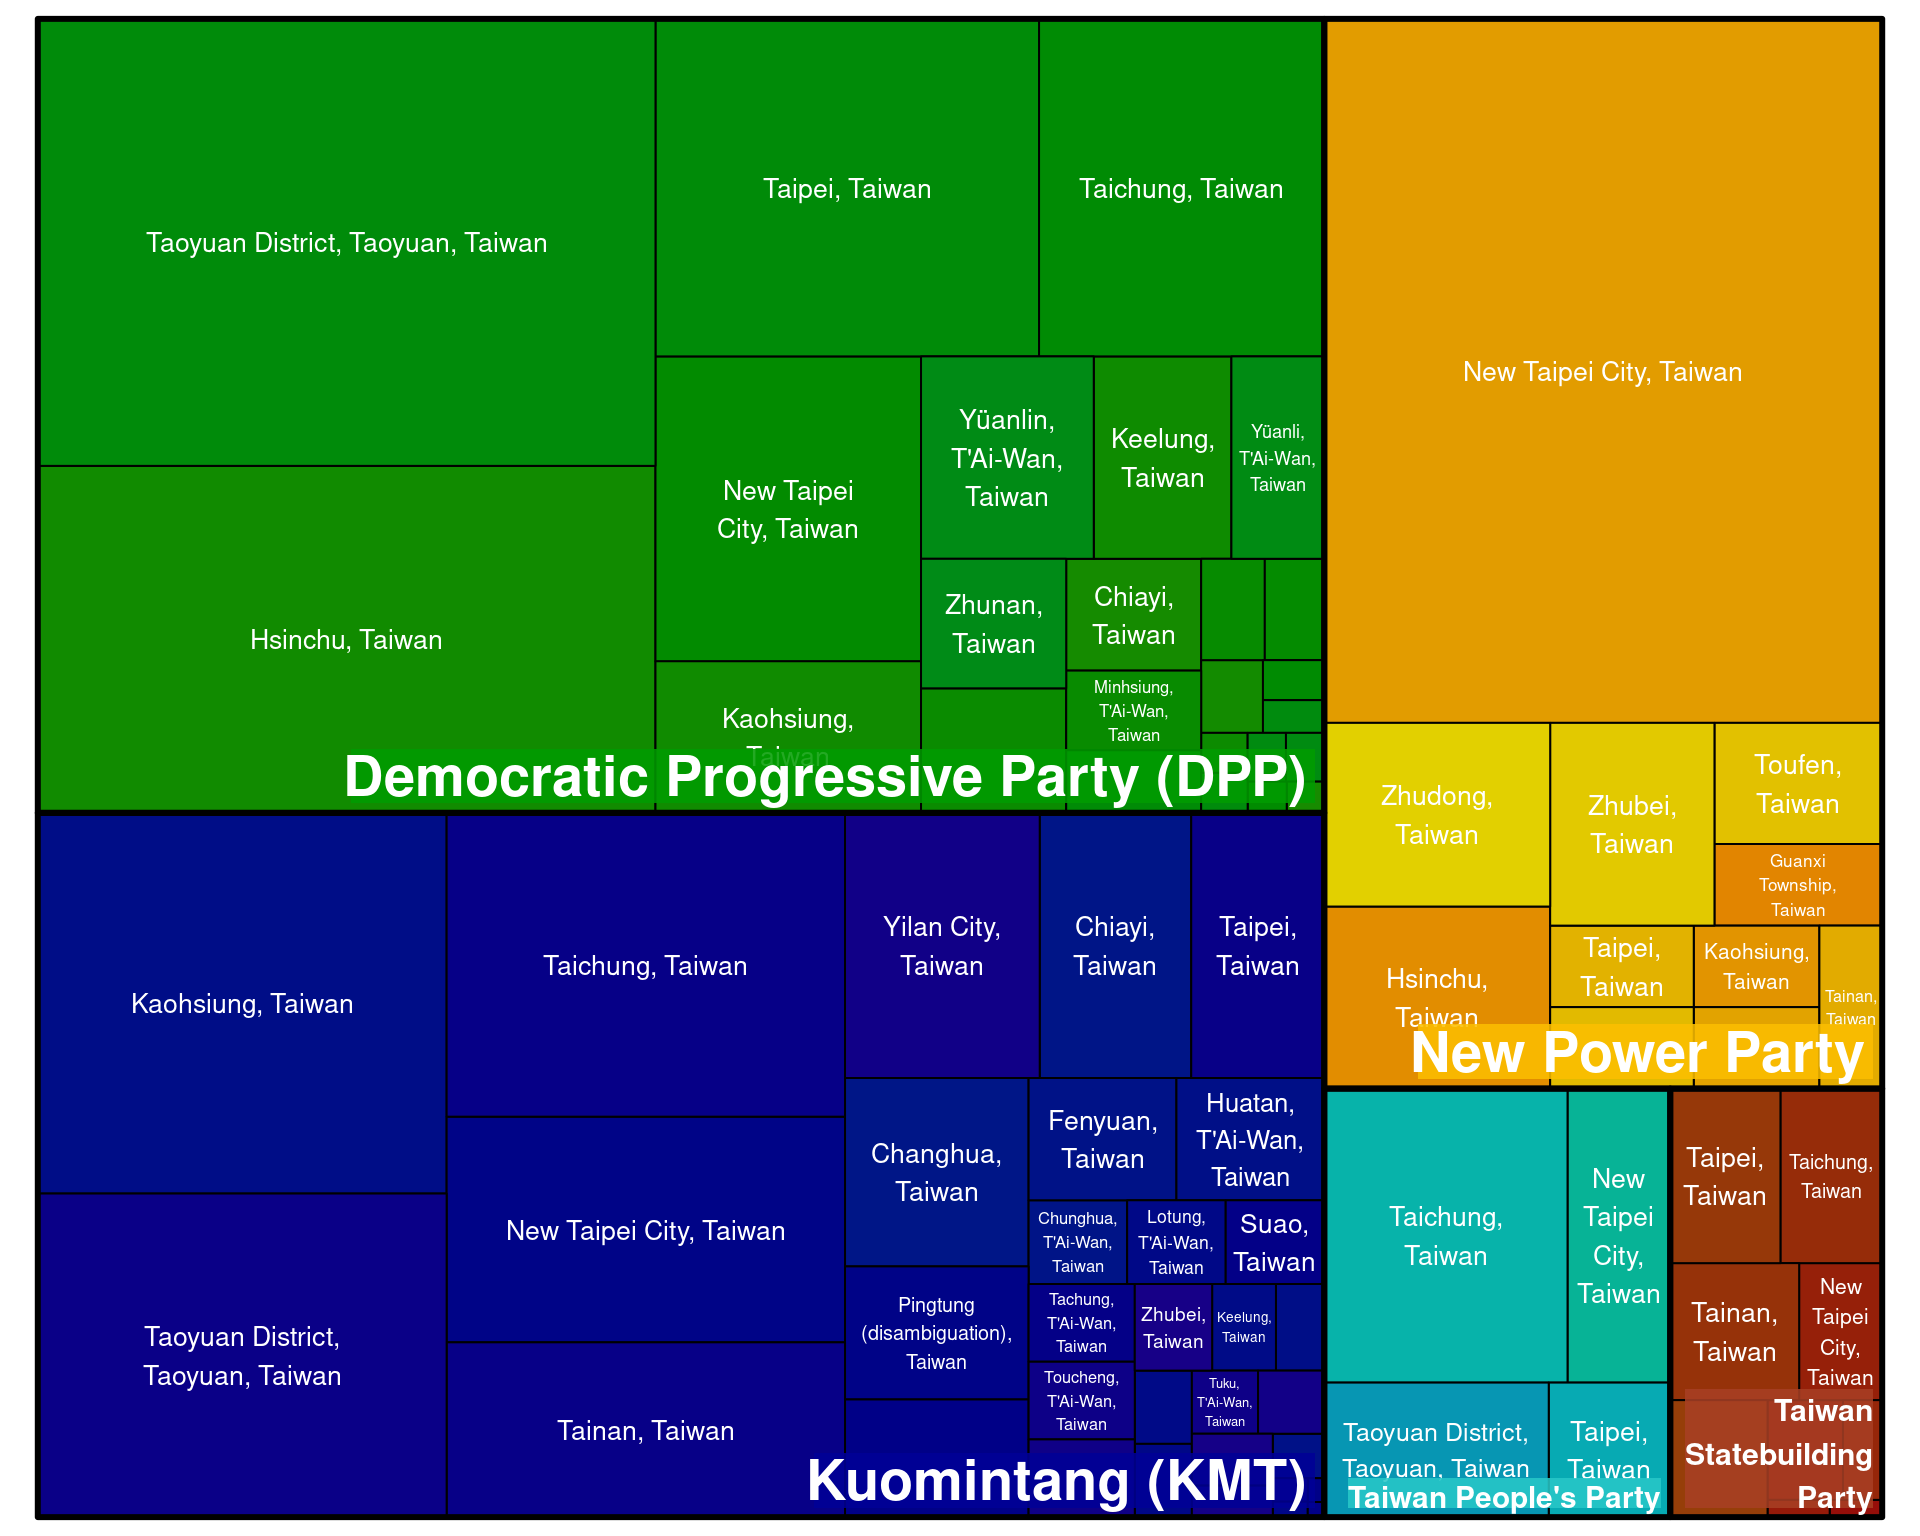 Taoyuan District, Taoyuan, Taiwan
Hsinchu, Taiwan
Taipei, Taiwan
Taichung, Taiwan
New Taipei
City, Taiwan
Kaohsiung,
Taiwan
Yüanlin,
T'Ai-Wan,
Taiwan
Keelung,
Taiwan
Yüanli,
T'Ai-Wan,
Taiwan
Zhunan,
Taiwan
Chiayi,
Taiwan
Minhsiung,
T'Ai-Wan,
Taiwan
Democratic Progressive Party (DPP)
Kaohsiung, Taiwan
Taoyuan District,
Taoyuan, Taiwan
Taichung, Taiwan
New Taipei City, Taiwan
Tainan, Taiwan
Yilan City,
Taiwan
Chiayi,
Taiwan
Taipei,
Taiwan
Changhua,
Taiwan
Pingtung
(disambiguation),
Taiwan
Fenyuan,
Taiwan
Huatan,
T'Ai-Wan,
Taiwan
Chunghua,
T'Ai-Wan,
Taiwan
Lotung,
T'Ai-Wan,
Taiwan
Suao,
Taiwan
Tachung,
T'Ai-Wan,
Taiwan
Zhubei,
Taiwan
Keelung,
Taiwan
Toucheng,
T'Ai-Wan,
Taiwan
Tuku,
T'Ai-Wan,
Taiwan
Kuomintang (KMT)
New Taipei City, Taiwan
Zhudong,
Taiwan
Hsinchu,
Taiwan
Zhubei,
Taiwan
Toufen,
Taiwan
Guanxi
Township,
Taiwan
Taipei,
Taiwan
Kaohsiung,
Taiwan
Tainan,
Taiwan
New Power Party
Taichung,
Taiwan
New
Taipei
City,
Taiwan
Taoyuan District,
Taoyuan, Taiwan
Taipei,
Taiwan
Taiwan People's Party
Taipei,
Taiwan
Taichung,
Taiwan
Tainan,
Taiwan
New
Taipei
City,
Taiwan
Taiwan
Statebuilding
Party